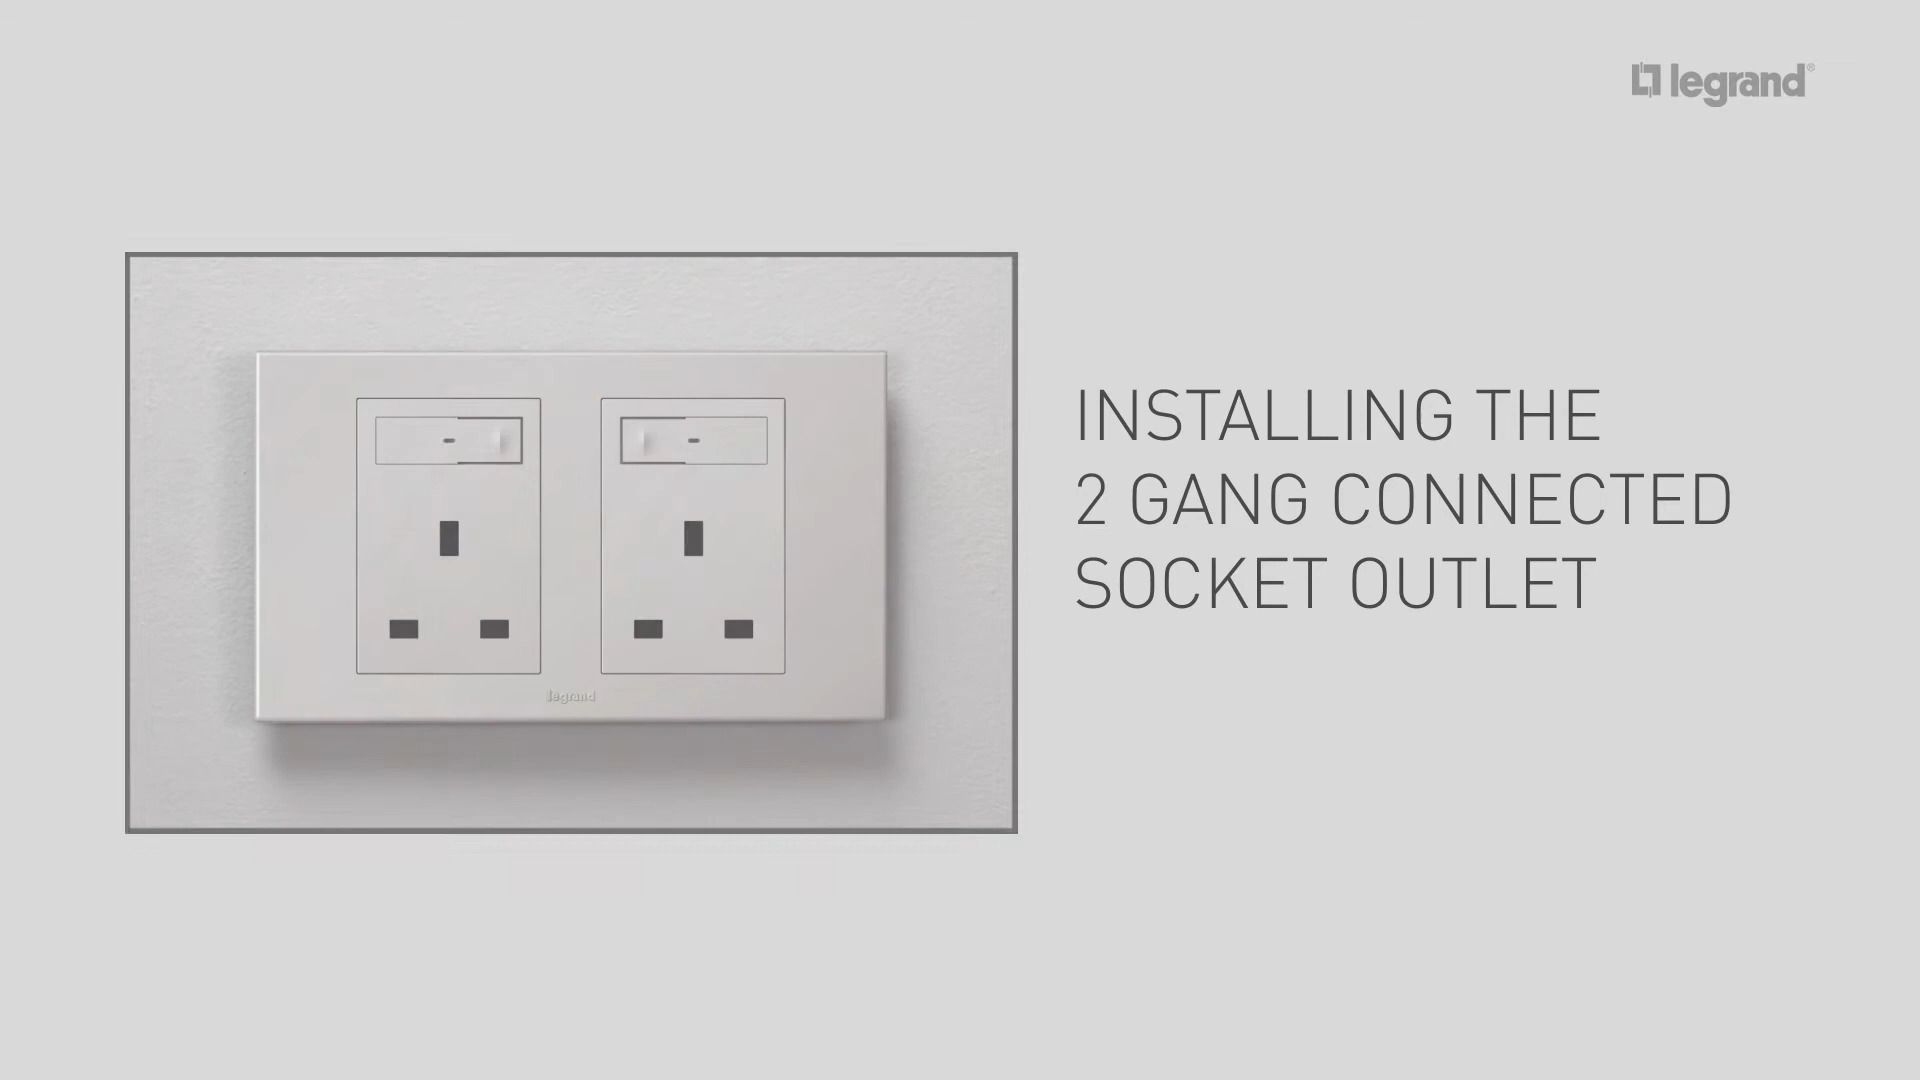 legrand®
INSTALLING THE
2 GANG CONNECTED
SOCKET OUTLET
legrand